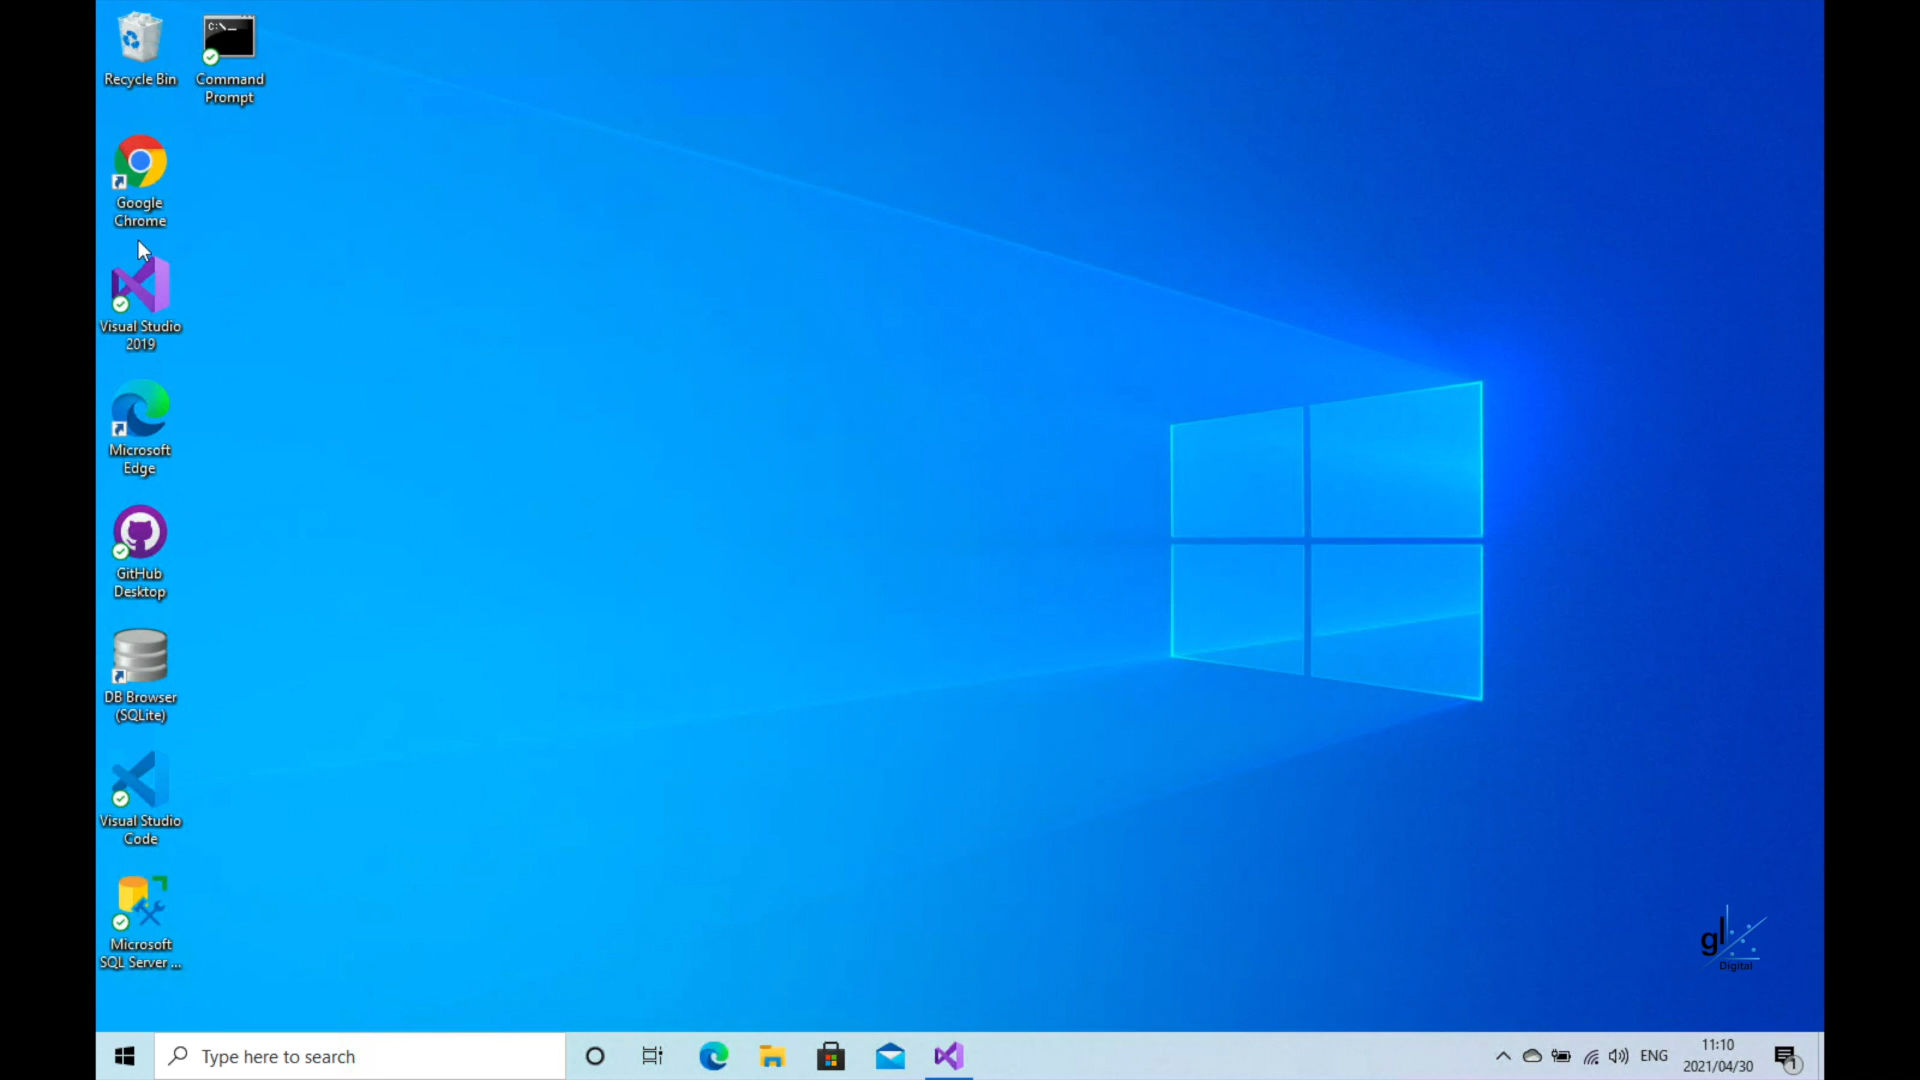 Recycle Bin
C:\_
Command
Prompt
Google
Chrome
Visual Studio
2019
Microsoft
Edge
GitHub
Desktop
DB Browser
(SQLite)
Visual Studio
Code
Microsoft
SQL Server ...
gl
Digital
Type here to search
ENG
11:10
2021/04/30
1